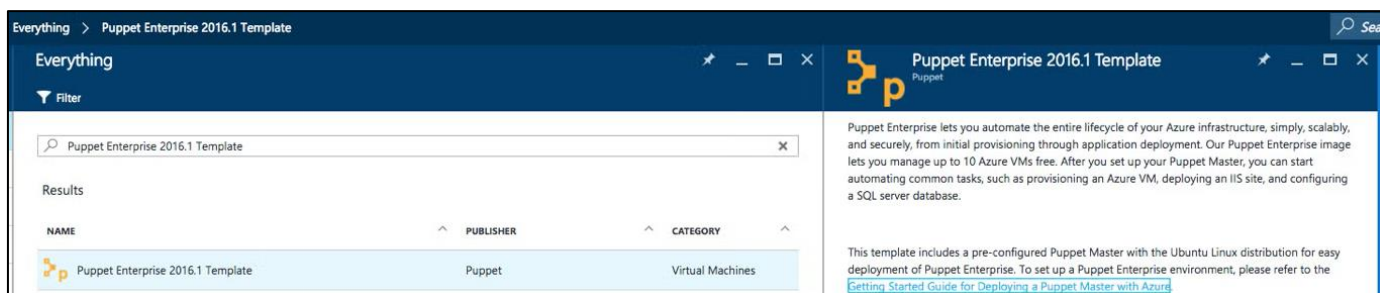 Everything > Puppet Enterprise 2016.1 Template
Everything
Filter
Puppet Enterprise 2016.1 Template
Results
NAME PUBLISHER CATEGORY
p Puppet Enterprise 2016.1 Template Puppet Virtual Machines
Sea
p
Puppet Enterprise 2016.1 Template
Puppet
Puppet Enterprise lets you automate the entire lifecycle of your Azure infrastructure, simply, scalably,
and securely, from initial provisioning through application deployment. Our Puppet Enterprise image
lets you manage up to 10 Azure VMs free. After you set up your Puppet Master, you can start
automating common tasks, such as provisioning an Azure VM, deploying an IIS site, and configuring
a SQL server database.
This template includes a pre-configured Puppet Master with the Ubuntu Linux distribution for easy
deployment of Puppet Enterprise. To set up a Puppet Enterprise environment, please refer to the
Getting Started Guide for Deploying a Puppet Master with Azure.